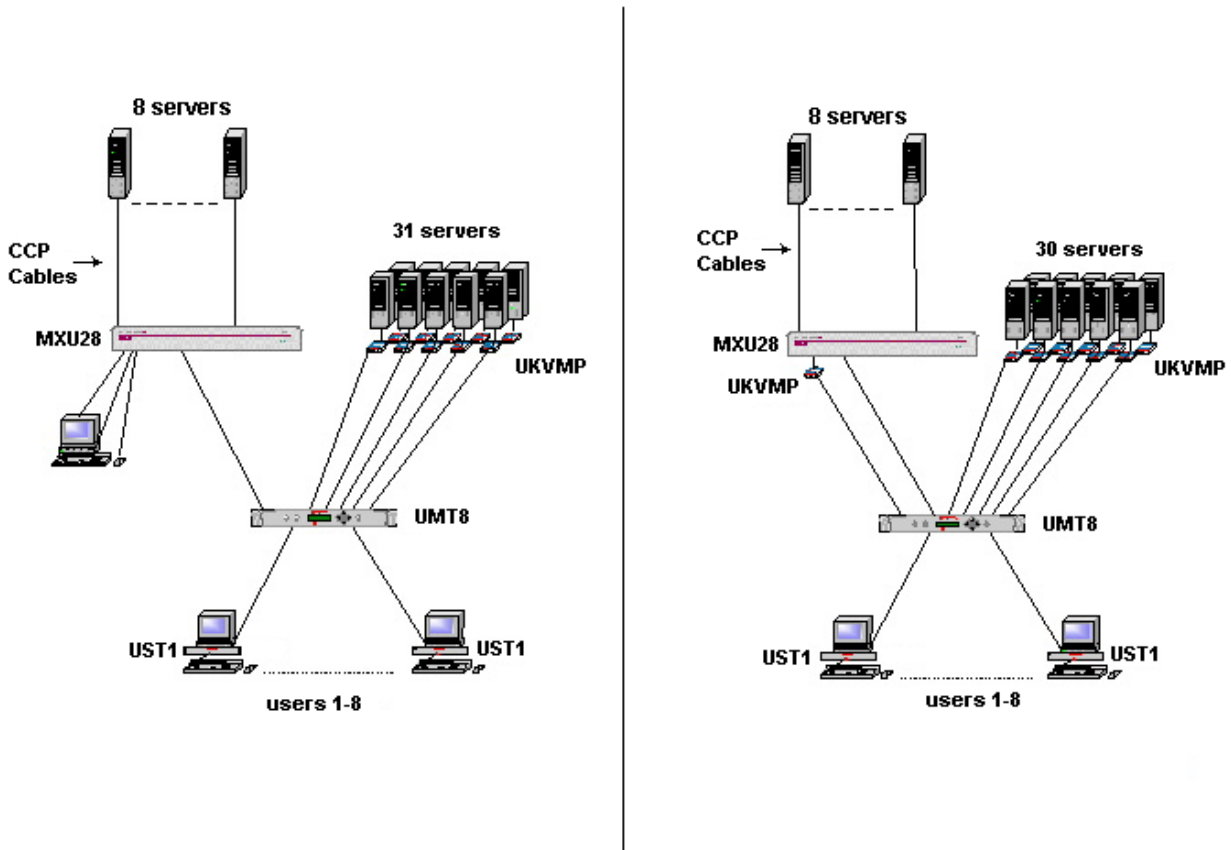 8 servers
CCP
Cables
31 servers
MXU28
UKVMP
UMT8
UST1
UST1
users 1-8
8 servers
CCP
Cables
30 servers
MXU28
UKVMP
UKVMP
UMT8
UST1
UST1
users 1-8